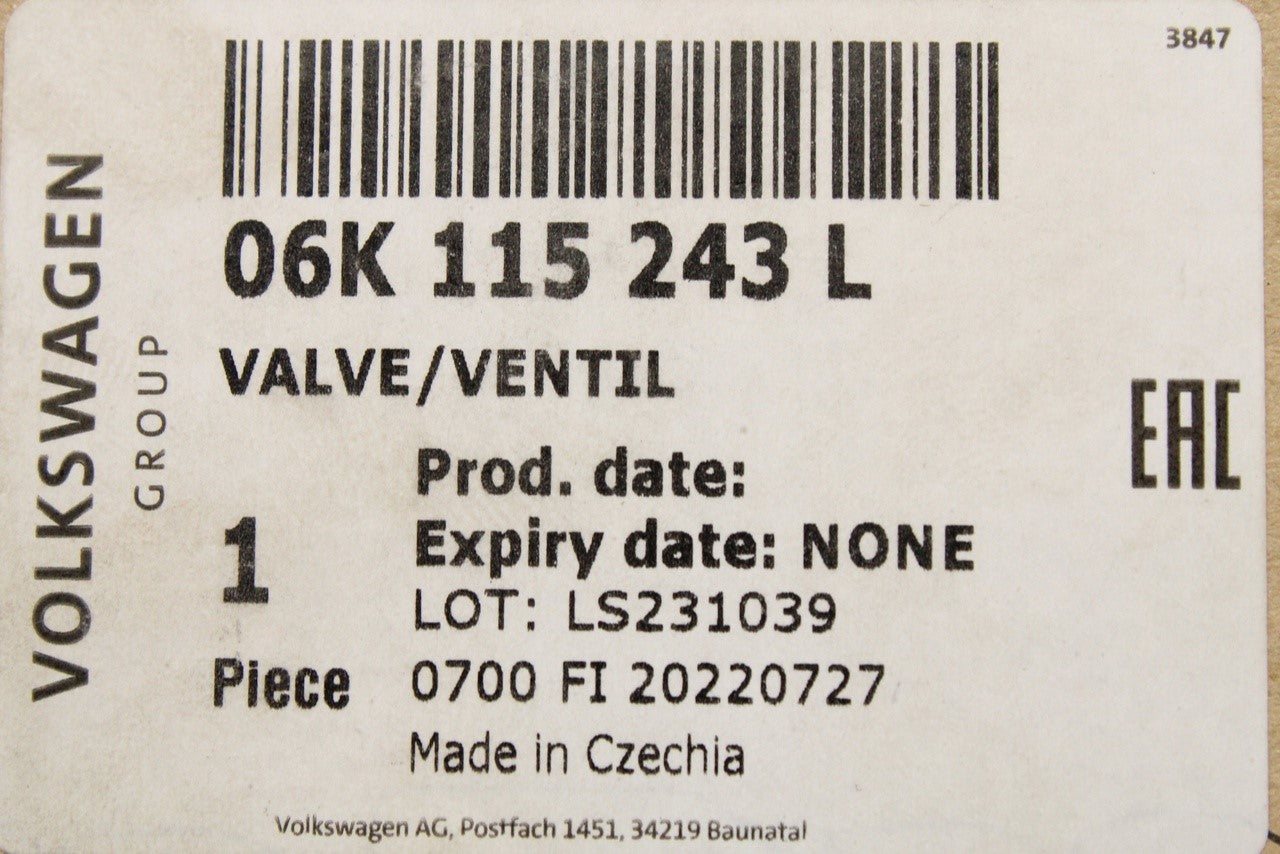 3847
VOLKSWAGEN
GROUP
06K 115 243 L
VALVE/VENTIL
EAC
Prod. date:
Expiry date: NONE
1
LOT: LS231039
Piece
0700 FI 20220727
Made in Czechia
Volkswagen AG, Postfach 1451, 34219 Baunatal